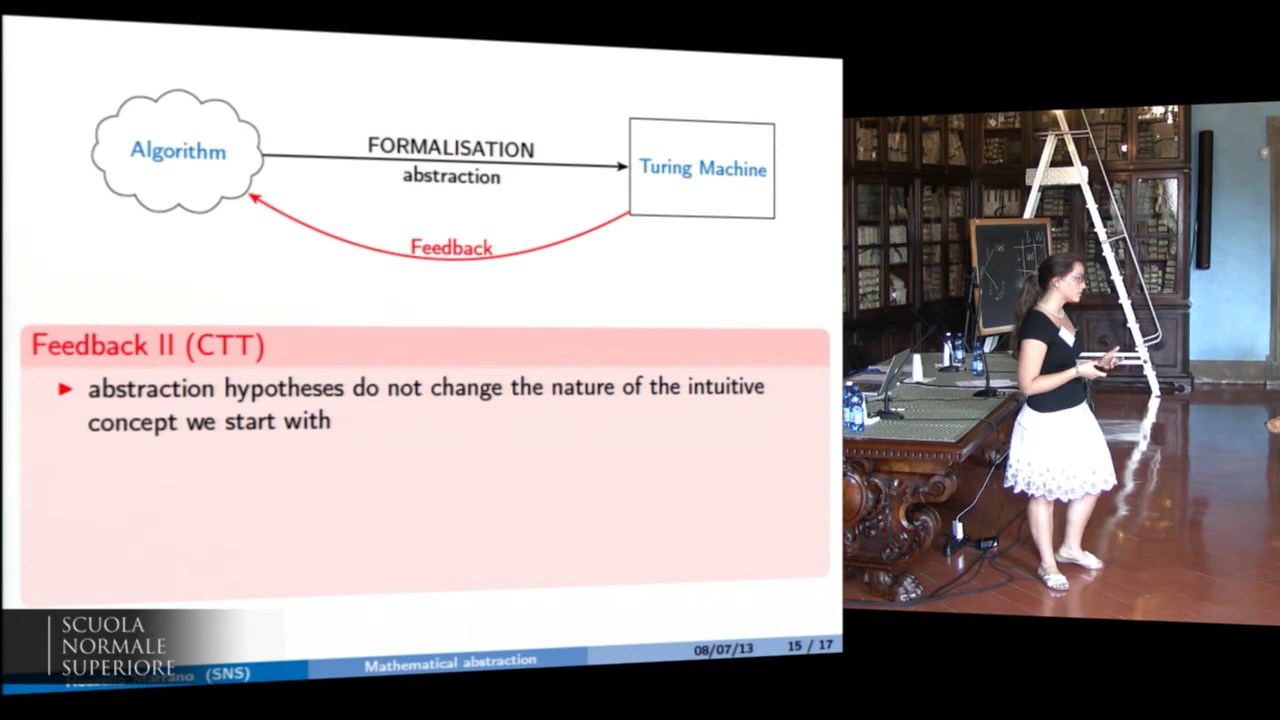 Algorithm
FORMALISATION
abstraction
Turing Machine
Feedback
Feedback II (CTT)
abstraction hypotheses do not change the nature of the intuitive
concept we start with
SCUOLA
NORMALE
SUPERIORE
Marrano (SNS)
Mathematical abstraction
08/07/13
15 / 17